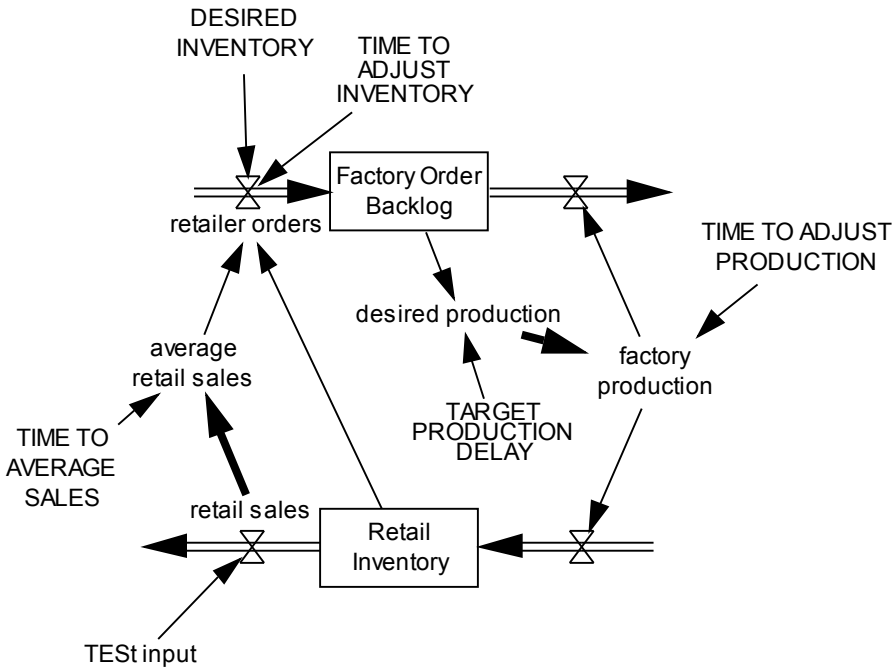 DESIRED
INVENTORY
TIME TO
ADJUST
INVENTORY
Factory Order
Backlog
retailer orders
TIME TO ADJUST
PRODUCTION
desired production
average
retail sales
factory
production
TARGET
PRODUCTION
DELAY
TIME TO
AVERAGE
SALES
retail sales
Retail
Inventory
TESt input